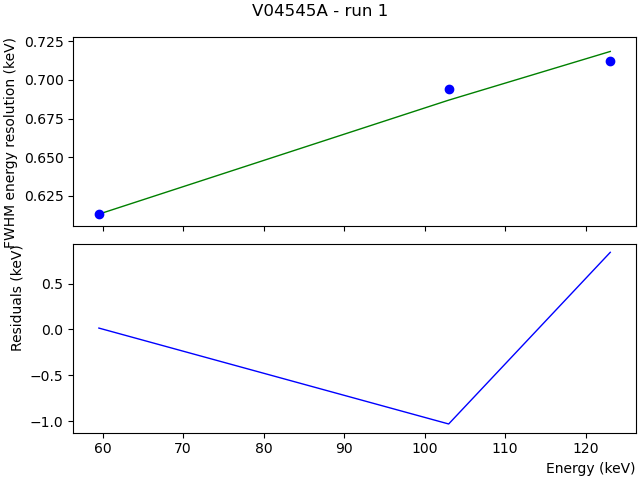 V04545A - run 1
FWHM energy resolution (keV)
0.725
0.700
0.675
0.650
0.625
Residuals (keV)
0.5
0.0
−0.5
−1.0
60 70 80 90 100 110 120
Energy (keV)